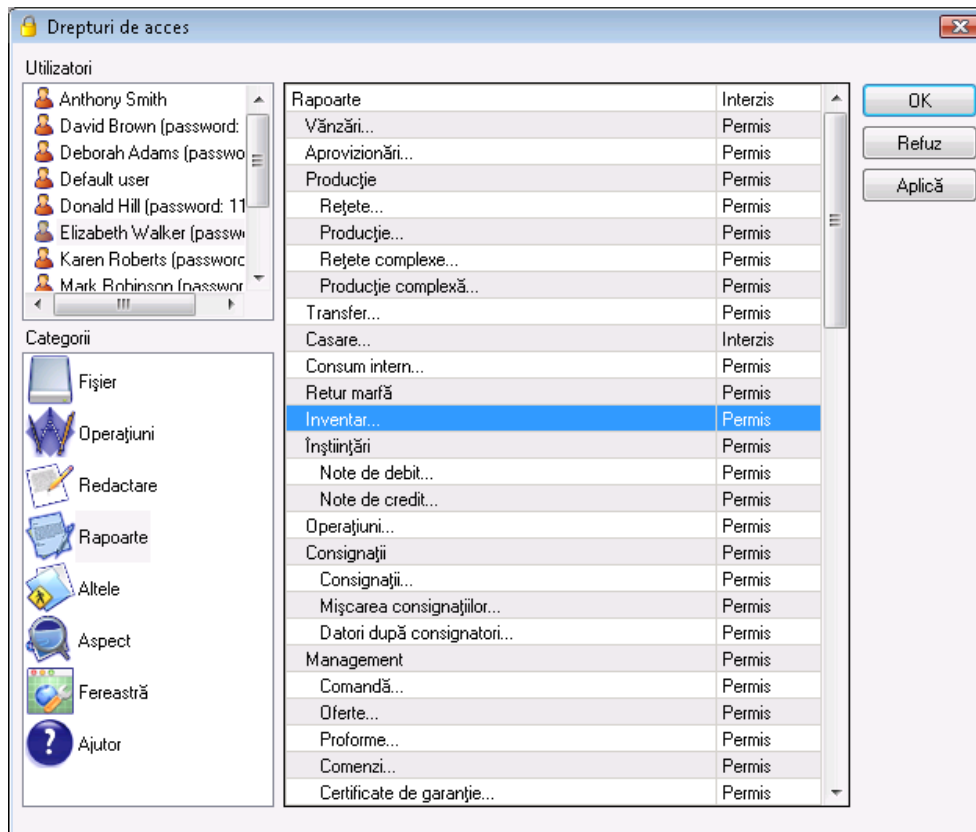 Drepturi de acces
Utilizatori
Anthony Smith
David Brown (password:
Deborah Adams (passwo
Default user
Donald Hill (password: 11
Elizabeth Walker (passw
Karen Roberts (password
Mark Robinson (passwor
Categorii
Fişier
Operaţiuni
Redactare
Rapoarte
Altele
Aspect
Fereastră
Ajutor
Rapoarte Interzis
Vănzări... Permis
Aprovizionări... Permis
Producţie Permis
Reţete... Permis
Producţie... Permis
Reţete complexe... Permis
Producţie complexă... Permis
Transfer... Permis
Casare... Interzis
Consum intern... Permis
Retur marfă Permis
Inventar... Permis
Înştiinţări Permis
Note de debit... Permis
Note de credit... Permis
Operaţiuni... Permis
Consignaţii Permis
Consignaţii... Permis
Mişcarea consignaţiilor... Permis
Datori după consignatori... Permis
Management Permis
Comandă... Permis
Oferte... Permis
Proforme... Permis
Comenzi... Permis
Certificate de garanţie... Permis
OK
Refuz
Aplică